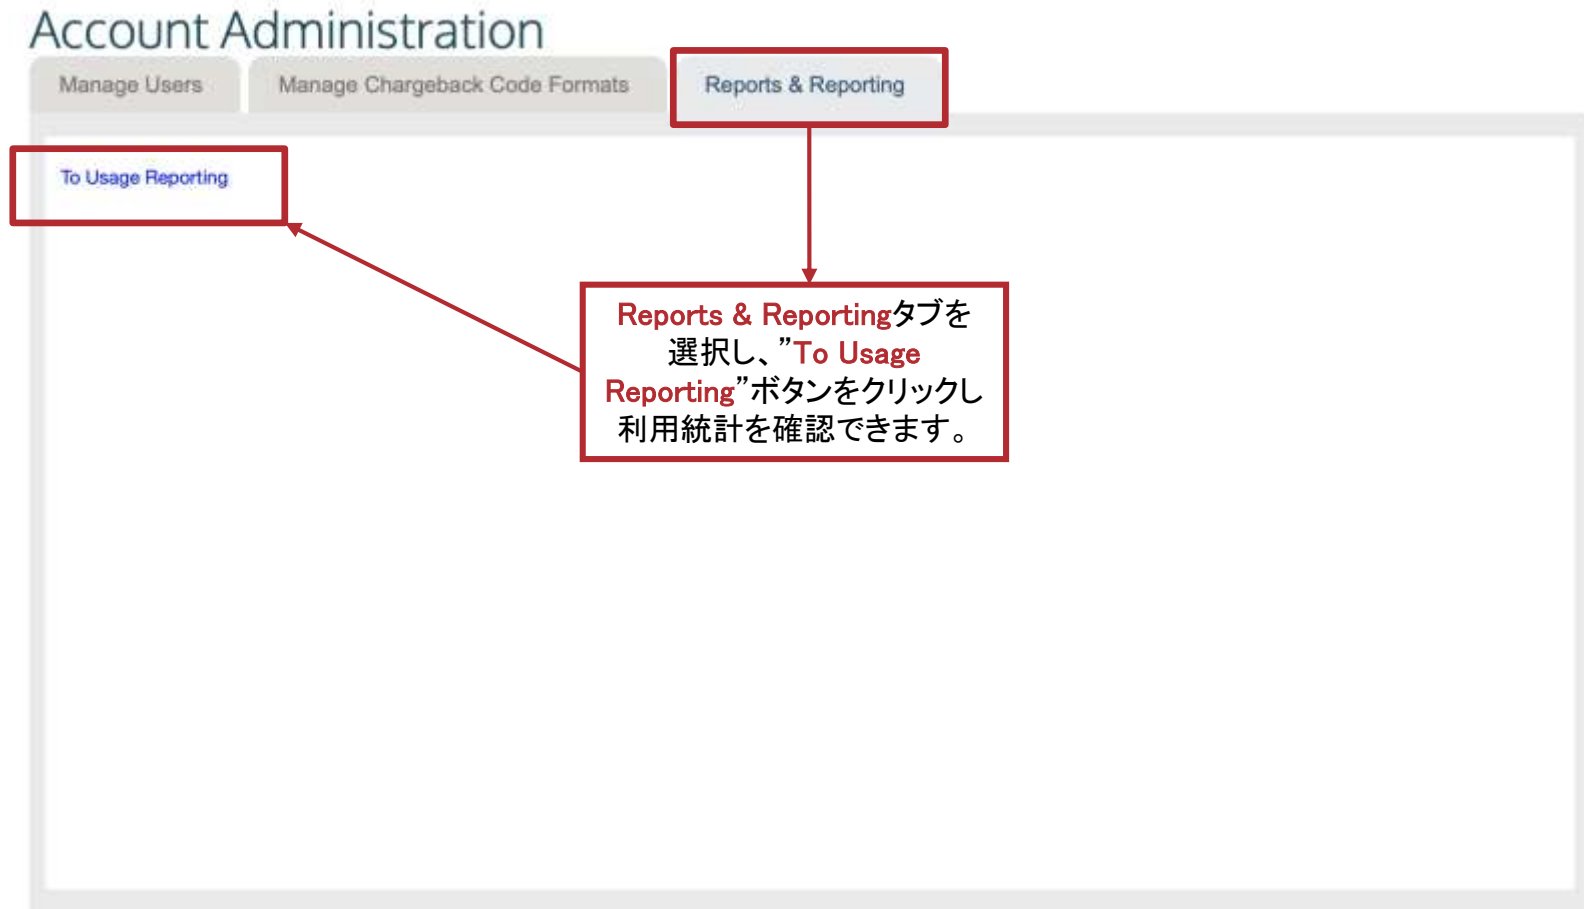 Account Administration
Manage Users
Manage Chargeback Code Formats
Reports & Reporting
To Usage Reporting
Reports & Reportingタブを
選択し、”To Usage
Reporting”ボタンをクリックし
利用統計を確認できます。